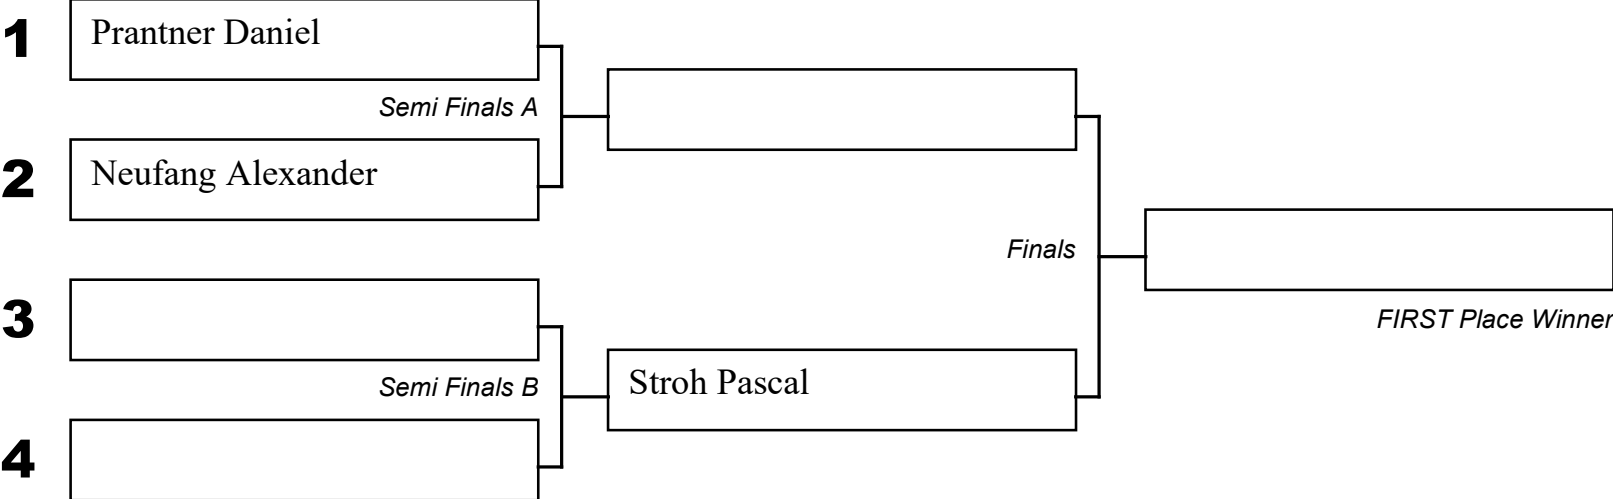 1
Prantner Daniel
Semi Finals A
2
Neufang Alexander
Finals
3
FIRST Place Winner
Semi Finals B
Stroh Pascal
4